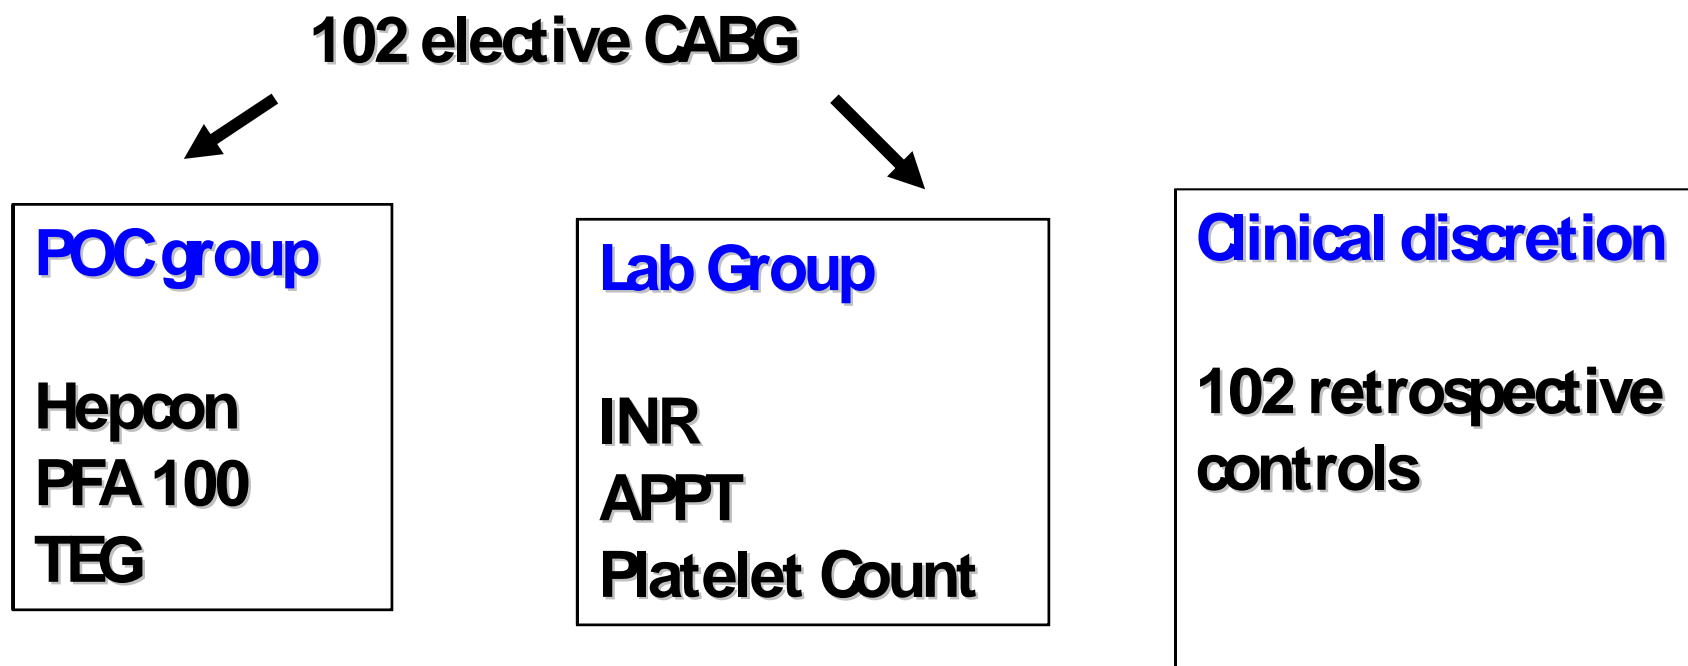 102 elective CABG
POC group
Hepcon
PFA 100
TEG
Lab Group
INR
APPT
Platelet Count
Clinical discretion
102 retrospective
controls